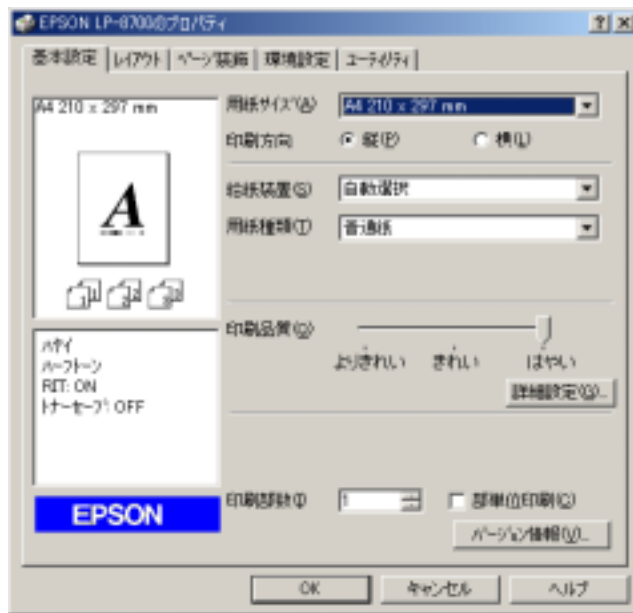 EPSON LP-8700のプロパティ
基本設定 レイアウト ページ装飾 環境設定 ユーティリティ
A4 210 x 297 mm
A
用紙サイズ(A) A4 210 x 297 mm
印刷方向 縦(P) 横(L)
給紙装置(S) 自動選択
用紙種類(T) 普通紙
印刷品質(Q)
よりきれい きれい はやい
詳細設定(G)...
ハヤイ
ハーフトーン
RIT: ON
トナーセーブ: OFF
EPSON
印刷部数(I) 1 部単位印刷(C)
バージョン情報(V)...
OK キャンセル ヘルプ